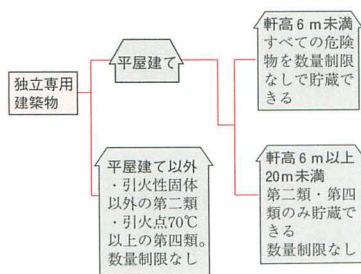 独立専用
建築物
平屋建て
軒高6m未満
すべての危険
物を数量制限
なしで貯蔵で
きる
平屋建て以外
・引火性固体
以外の第二類
・引火点70℃
以上の第四類。
数量制限なし
軒高6m以上
20m未満
第二類・第四
類のみ貯蔵で
きる
数量制限なし